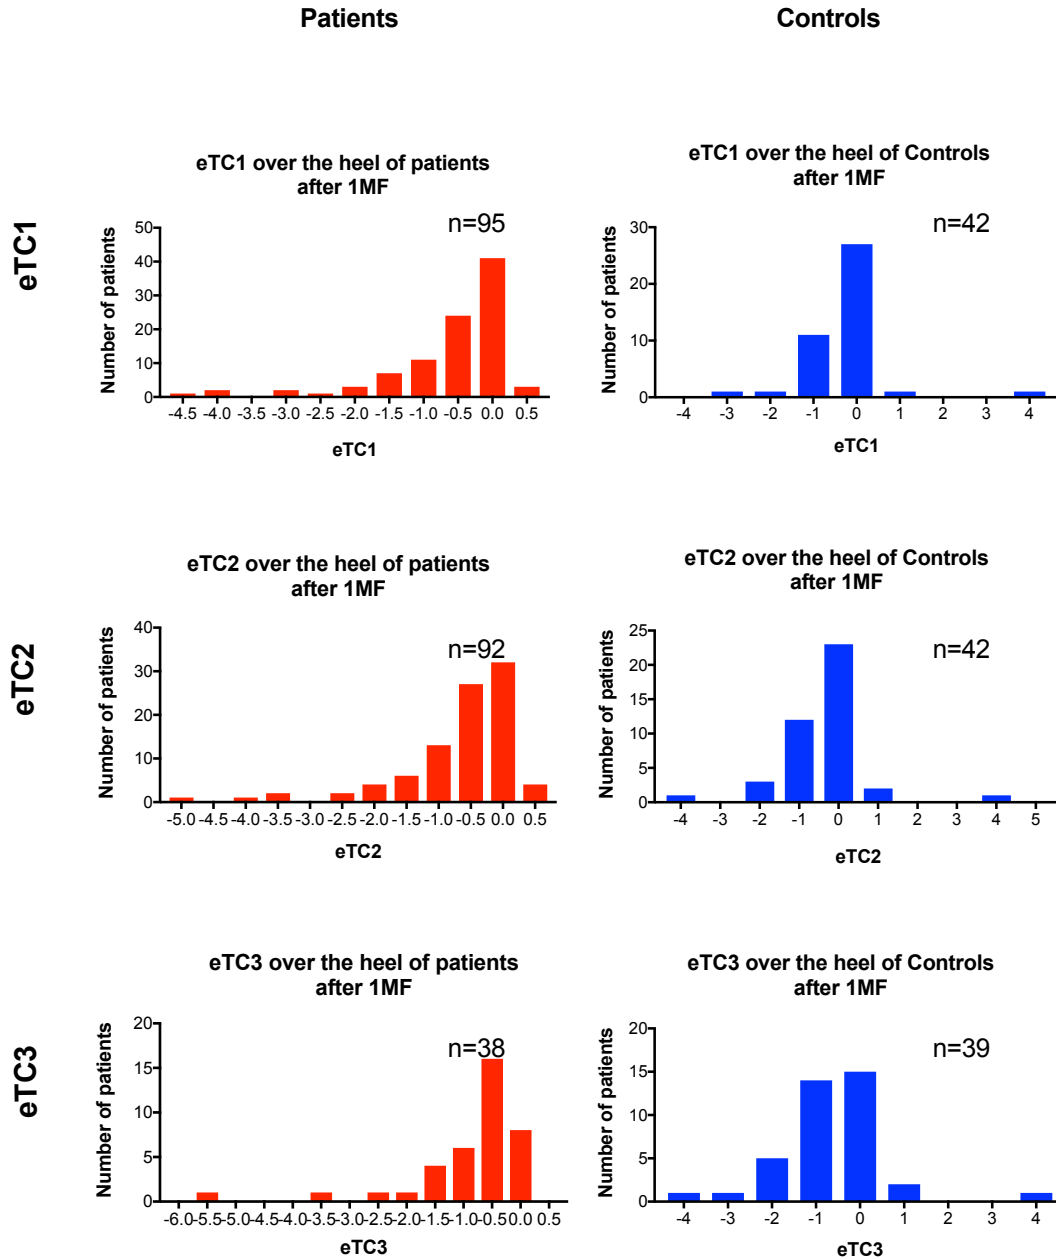 Patients
Controls
eTC1
eTC1 over the heel of patients
after 1MF
n=95
Number of patients
50
40
30
20
10
0
-4.5 -4.0 -3.5 -3.0 -2.5 -2.0 -1.5 -1.0 -0.5 0.0 0.5
eTC1
eTC1 over the heel of Controls
after 1MF
n=42
Number of patients
30
20
10
0
-4 -3 -2 -1 0 1 2 3 4
eTC1
eTC2
eTC2 over the heel of patients
after 1MF
n=92
Number of patients
40
30
20
10
0
-5.0 -4.5 -4.0 -3.5 -3.0 -2.5 -2.0 -1.5 -1.0 -0.5 0.0 0.5
eTC2
eTC2 over the heel of Controls
after 1MF
n=42
Number of patients
25
20
15
10
5
0
-4 -3 -2 -1 0 1 2 3 4 5
eTC2
eTC3
eTC3 over the heel of patients
after 1MF
n=38
Number of patients
20
15
10
5
0
-6.0 -5.5 -5.0 -4.5 -4.0 -3.5 -3.0 -2.5 -2.0 -1.5 -1.0 -0.5 0.0 0.5
eTC3
eTC3 over the heel of Controls
after 1MF
n=39
Number of patients
20
15
10
5
0
-4 -3 -2 -1 0 1 2 3 4
eTC3